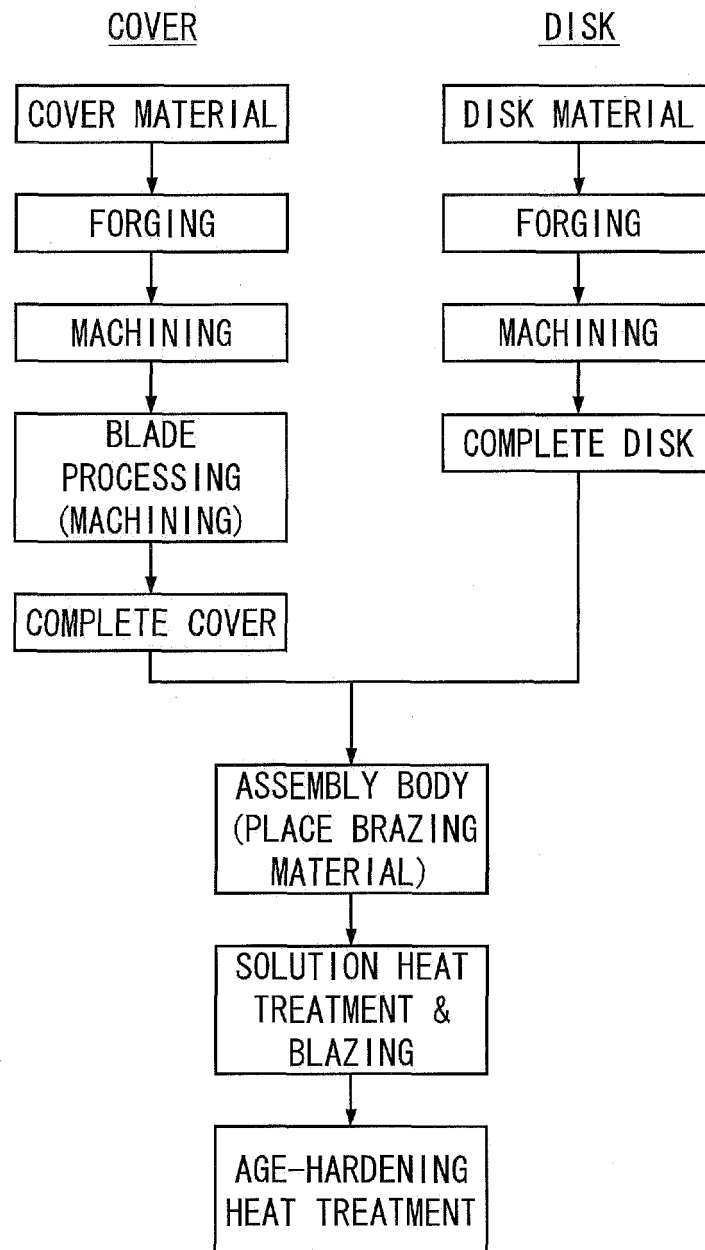 COVER
COVER MATERIAL
FORGING
MACHINING
BLADE
PROCESSING
(MACHINING)
COMPLETE COVER
DISK
DISK MATERIAL
FORGING
MACHINING
COMPLETE DISK
ASSEMBLY BODY
(PLACE BRAZING
MATERIAL)
SOLUTION HEAT
TREATMENT &
BLAZING
AGE-HARDENING
HEAT TREATMENT